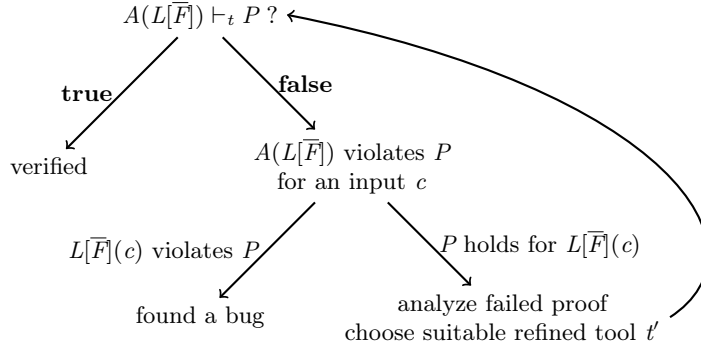 A(L[F̅]) ⊢ₜ P ?
true
false
verified
A(L[F̅]) violates P
for an input c
L[F̅](c) violates P
P holds for L[F̅](c)
found a bug
analyze failed proof
choose suitable refined tool t′